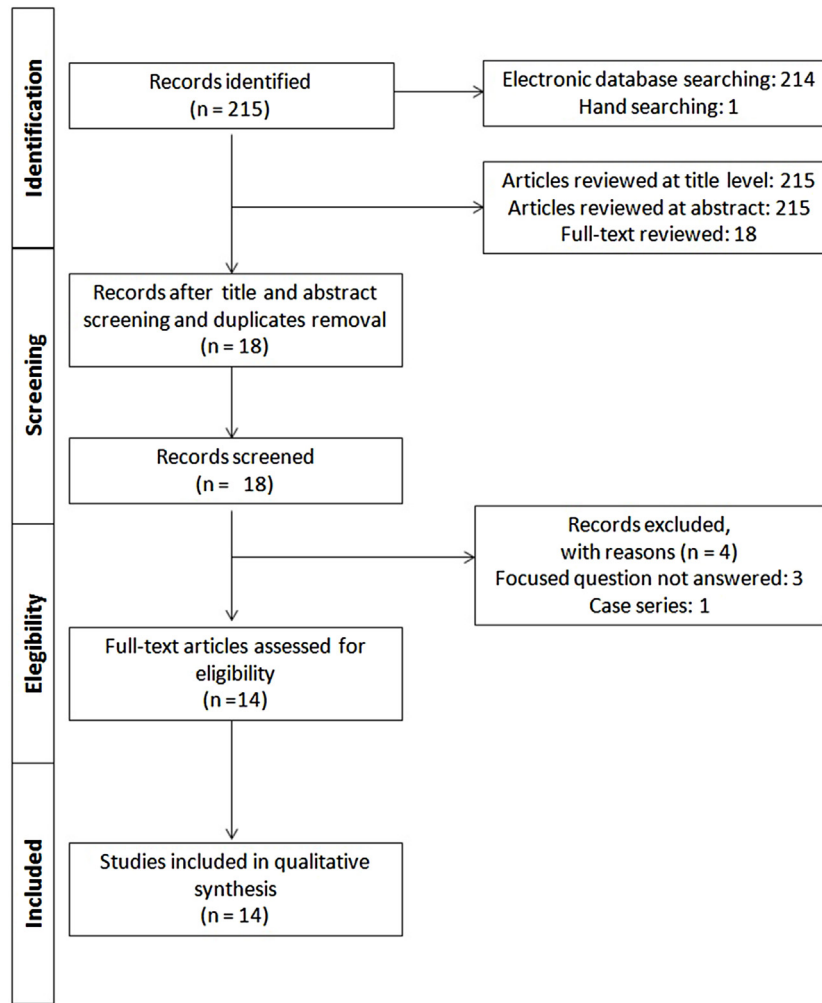 Identification
Records identified
(n = 215)
Electronic database searching: 214
Hand searching: 1
Articles reviewed at title level: 215
Articles reviewed at abstract: 215
Full-text reviewed: 18
Screening
Records after title and abstract
screening and duplicates removal
(n = 18)
Records screened
(n = 18)
Elegibility
Records excluded,
with reasons (n = 4)
Focused question not answered: 3
Case series: 1
Full-text articles assessed for
eligibility
(n =14)
Included
Studies included in qualitative
synthesis
(n = 14)